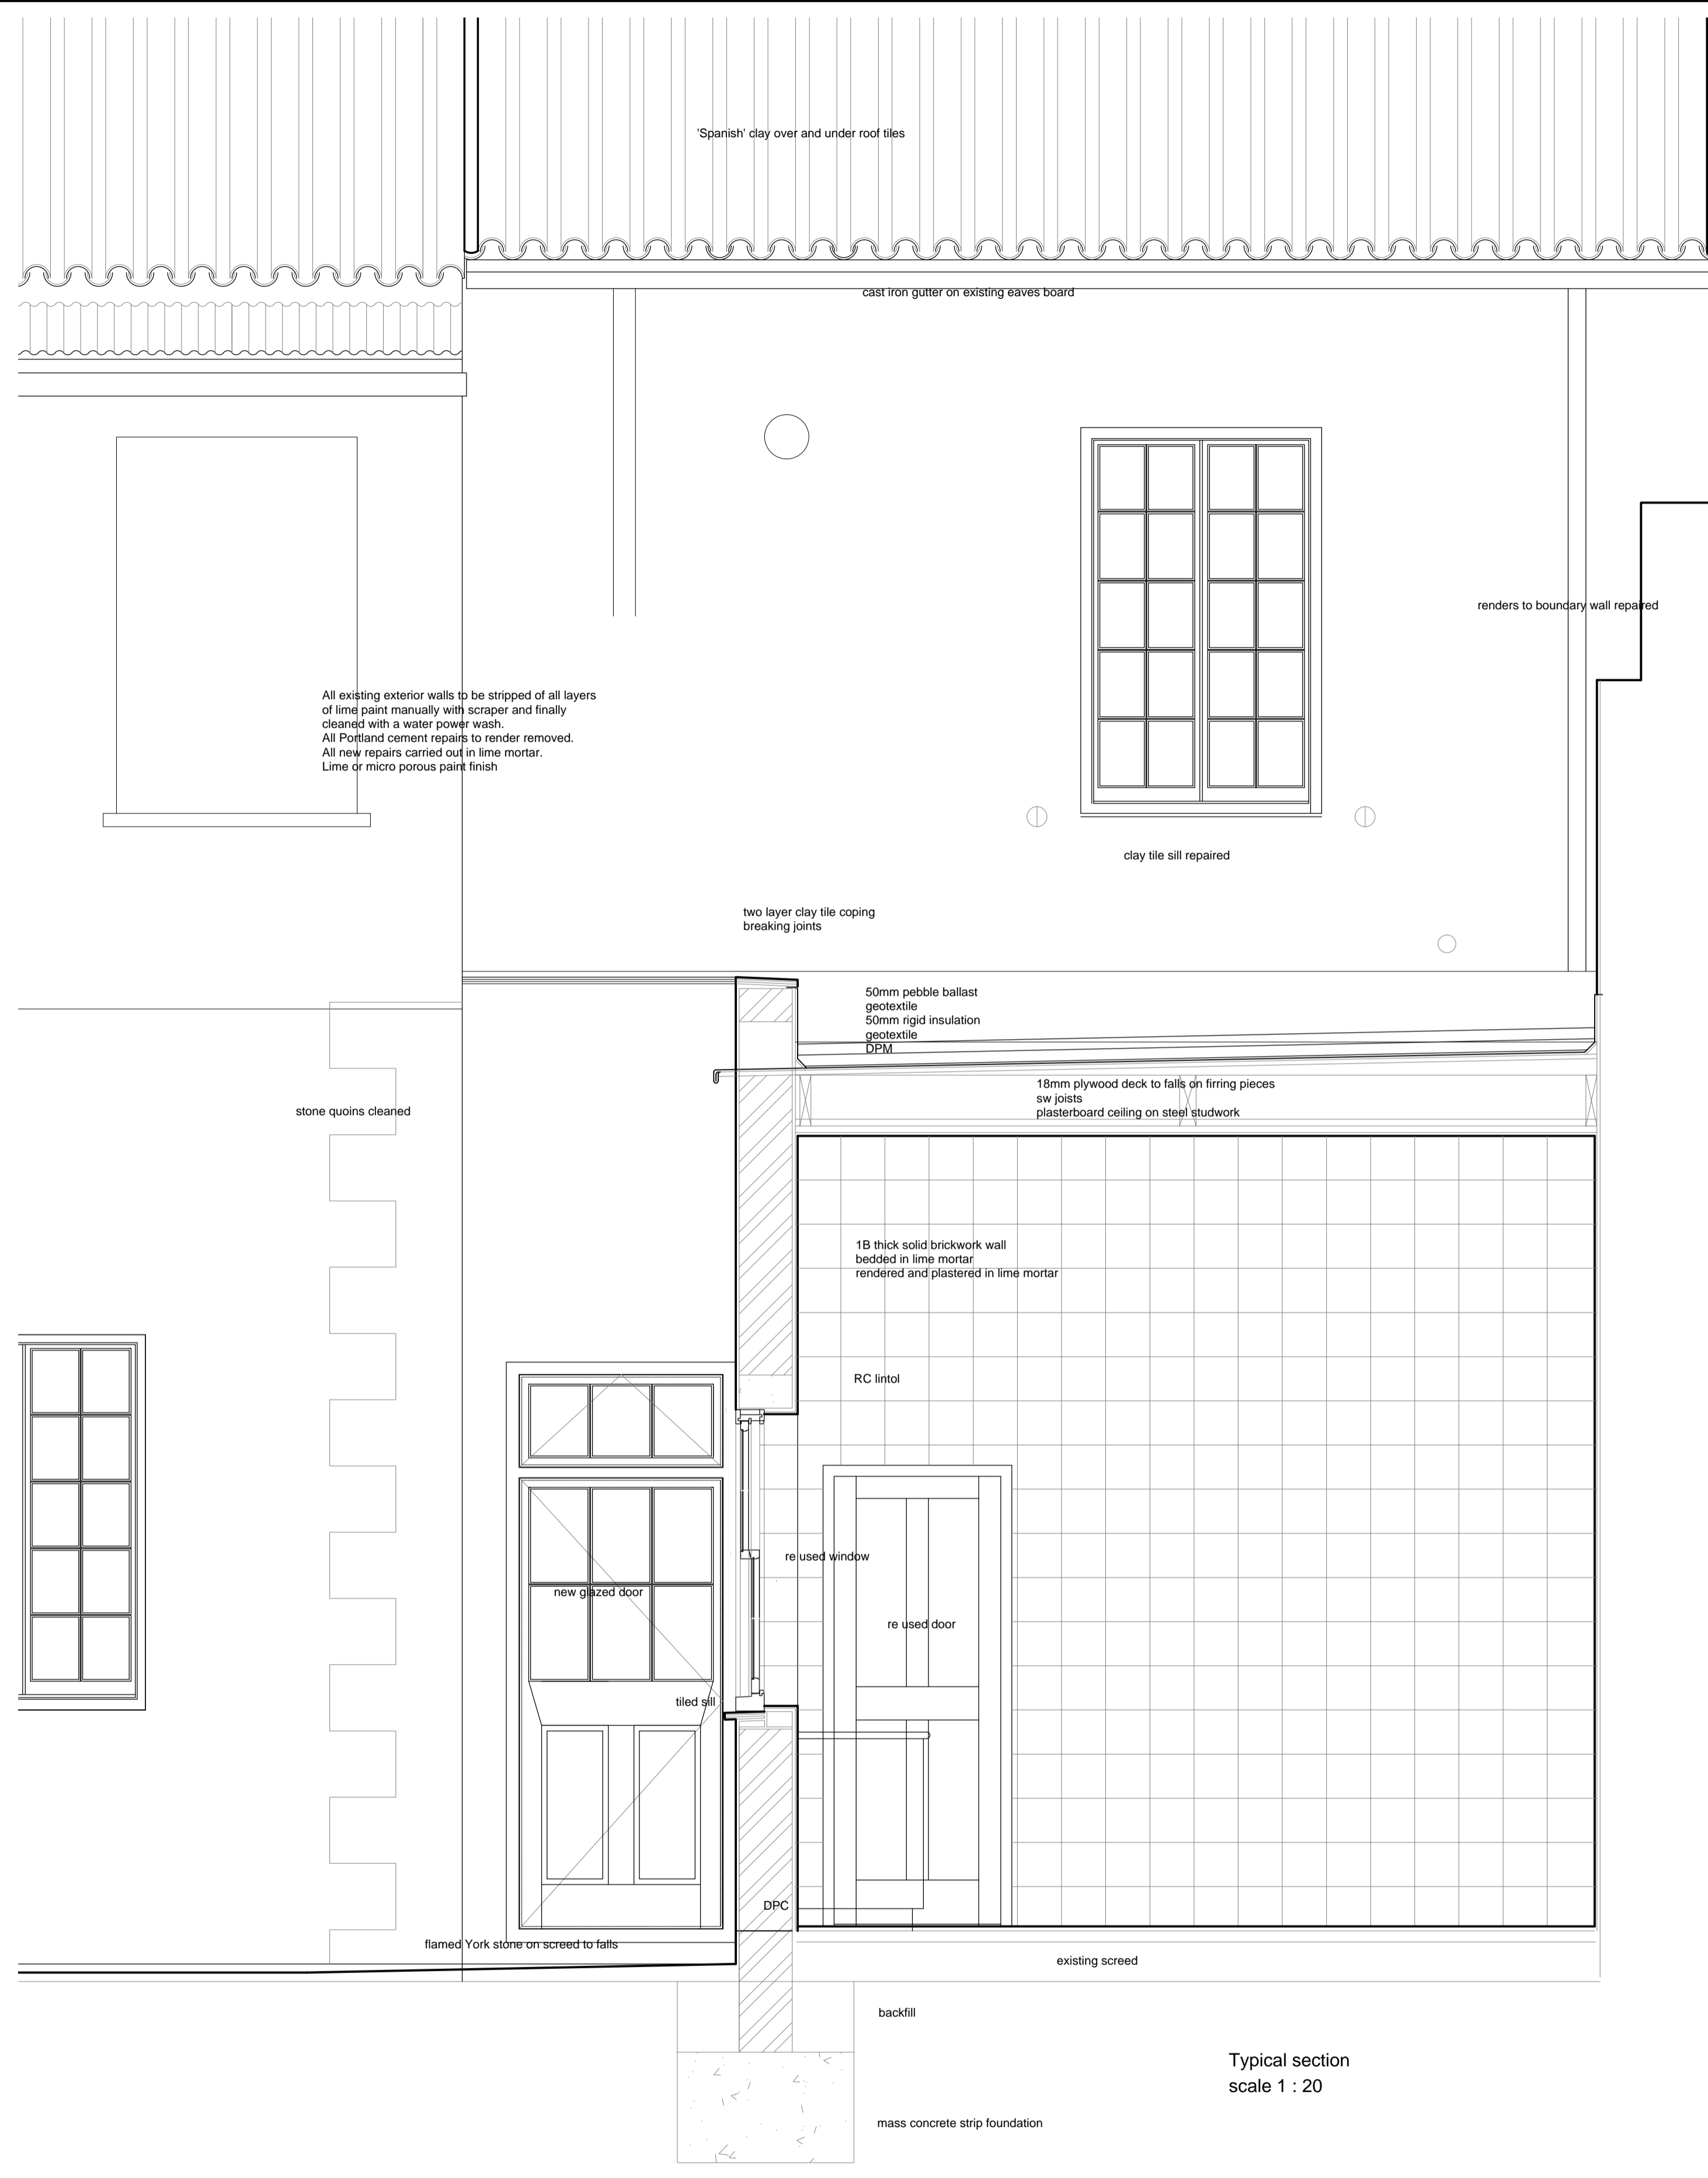 'Spanish' clay over and under roof tiles
cast iron gutter on existing eaves board
renders to boundary wall repaired
All existing exterior walls to be stripped of all layers
of lime paint manually with scraper and finally
cleaned with a water power wash.
All Portland cement repairs to render removed.
All new repairs carried out in lime mortar.
Lime or micro porous paint finish
clay tile sill repaired
two layer clay tile coping
breaking joints
50mm pebble ballast
geotextile
50mm rigid insulation
geotextile
DPM
18mm plywood deck to falls on firring pieces
sw joists
plasterboard ceiling on steel studwork
stone quoins cleaned
1B thick solid brickwork wall
bedded in lime mortar
rendered and plastered in lime mortar
RC lintol
re used window
new glazed door
re used door
tiled sill
DPC
flamed York stone on screed to falls
existing screed
backfill
Typical section
scale 1 : 20
mass concrete strip foundation